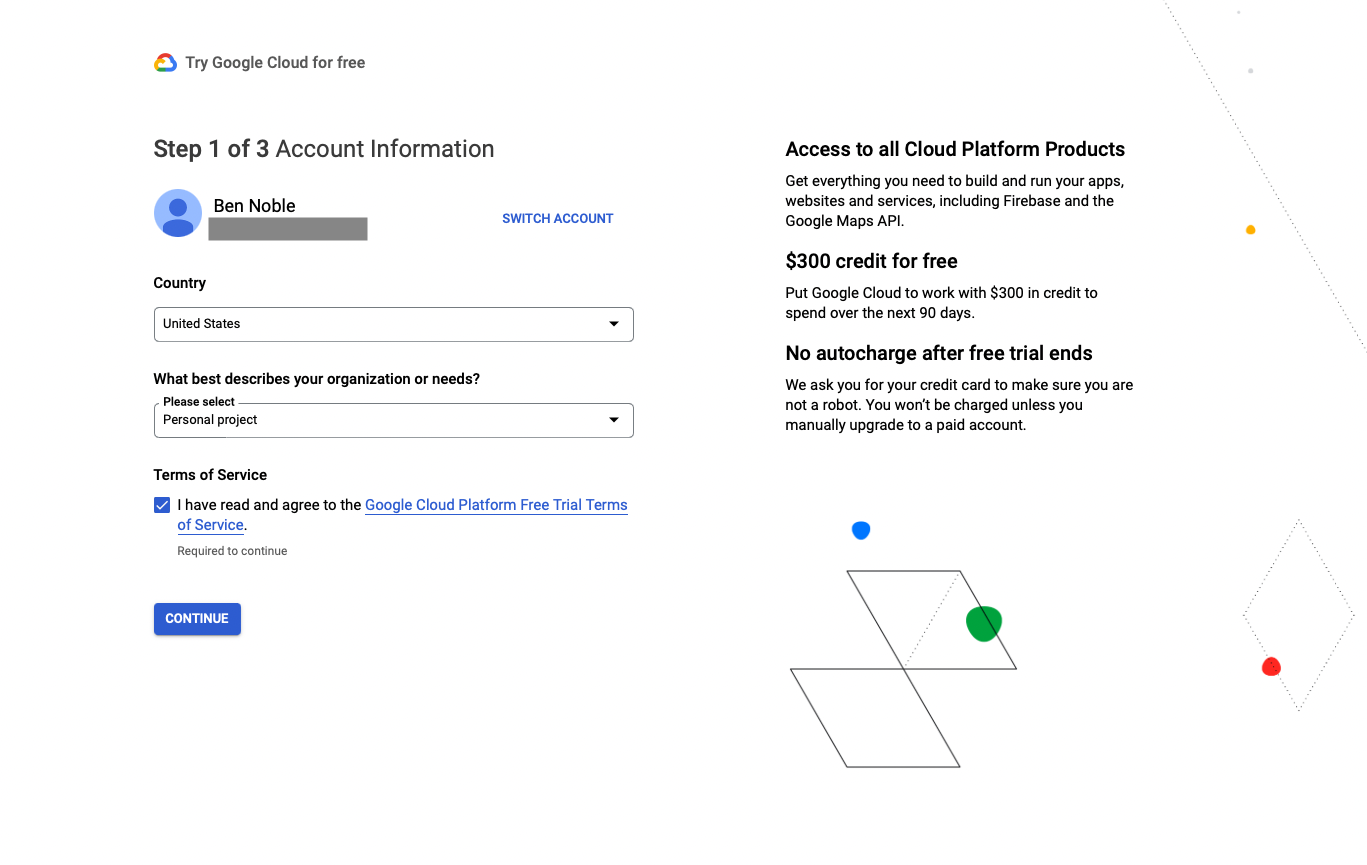 Try Google Cloud for free
Step 1 of 3 Account Information
Ben Noble
SWITCH ACCOUNT
Country
United States
What best describes your organization or needs?
Please select
Personal project
Terms of Service
I have read and agree to the Google Cloud Platform Free Trial Terms
of Service.
Required to continue
CONTINUE
Access to all Cloud Platform Products
Get everything you need to build and run your apps,
websites and services, including Firebase and the
Google Maps API.
$300 credit for free
Put Google Cloud to work with $300 in credit to
spend over the next 90 days.
No autocharge after free trial ends
We ask you for your credit card to make sure you are
not a robot. You won’t be charged unless you
manually upgrade to a paid account.